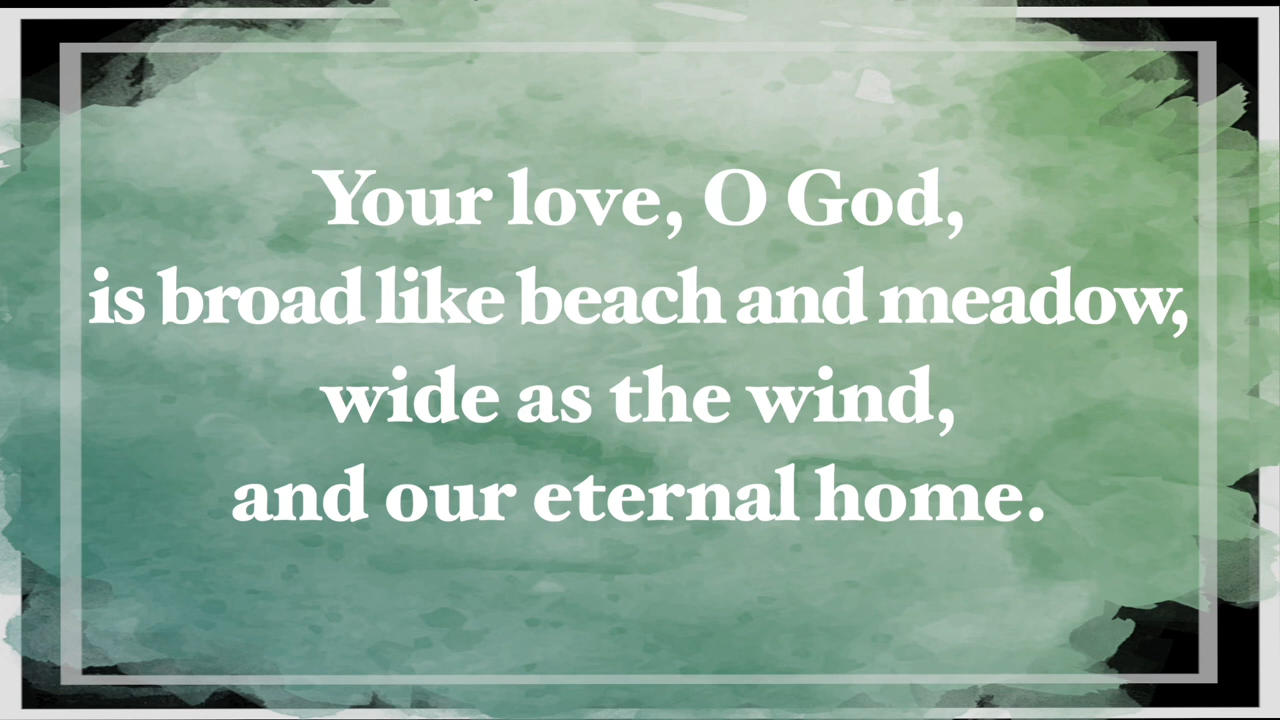 Your love, O God,
is broad like beach and meadow,
wide as the wind,
and our eternal home.